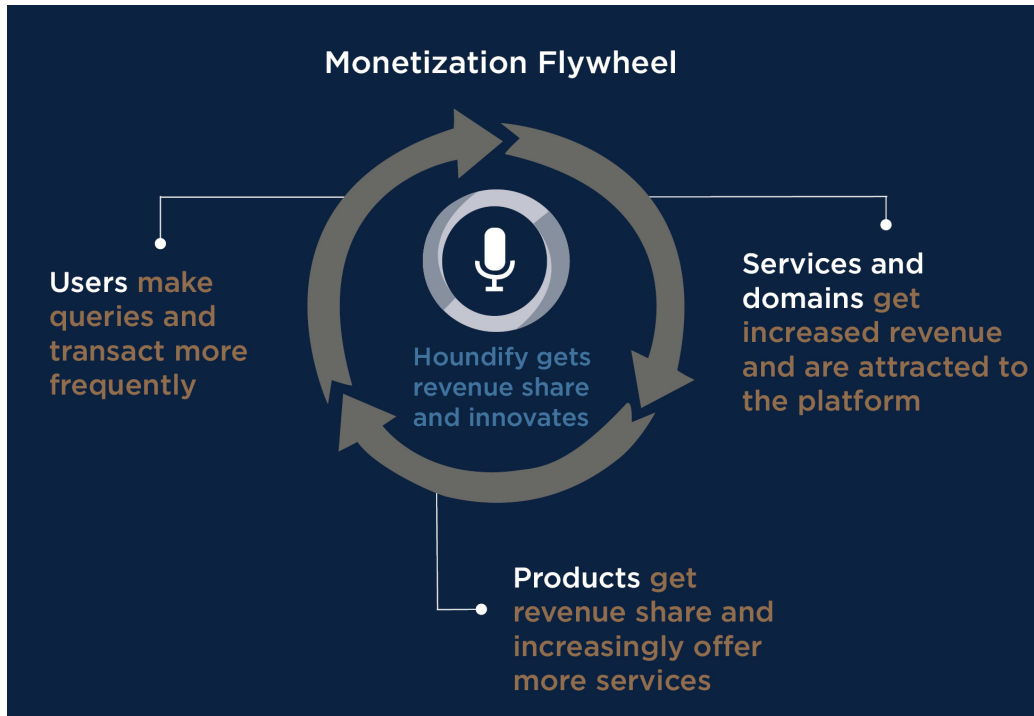 Monetization Flywheel
Users make
queries and
transact more
frequently
Houndify gets
revenue share
and innovates
Services and
domains get
increased revenue
and are attracted to
the platform
Products get
revenue share and
increasingly offer
more services